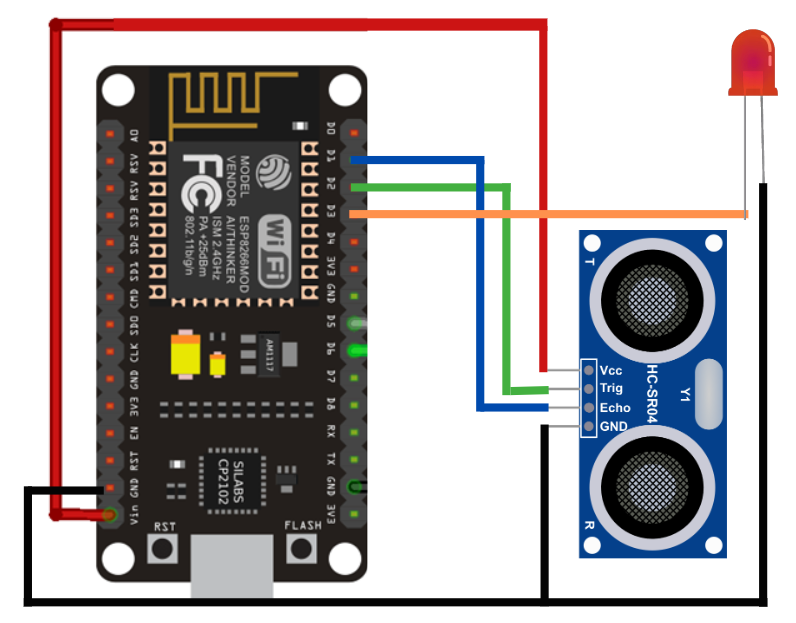 A0
RSV
RSV
SD3
SD2
SD1
CMD
SD0
CLK
GND
3V3
EN
RST
GND
Vin
D0
D1
D2
D3
D4
3V3
GND
D5
D6
D7
D8
RX
TX
GND
3V3
MODEL
VENDOR
ESP8266MOD
AI/THINKER
ISM 2.4GHz
PA +25dBm
802.11b/g/n
FC
Wi Fi
AM1117
SILABS
CP2102
RST
FLASH
T
Vcc
Trig
Echo
GND
HC-SR04
Y1
R